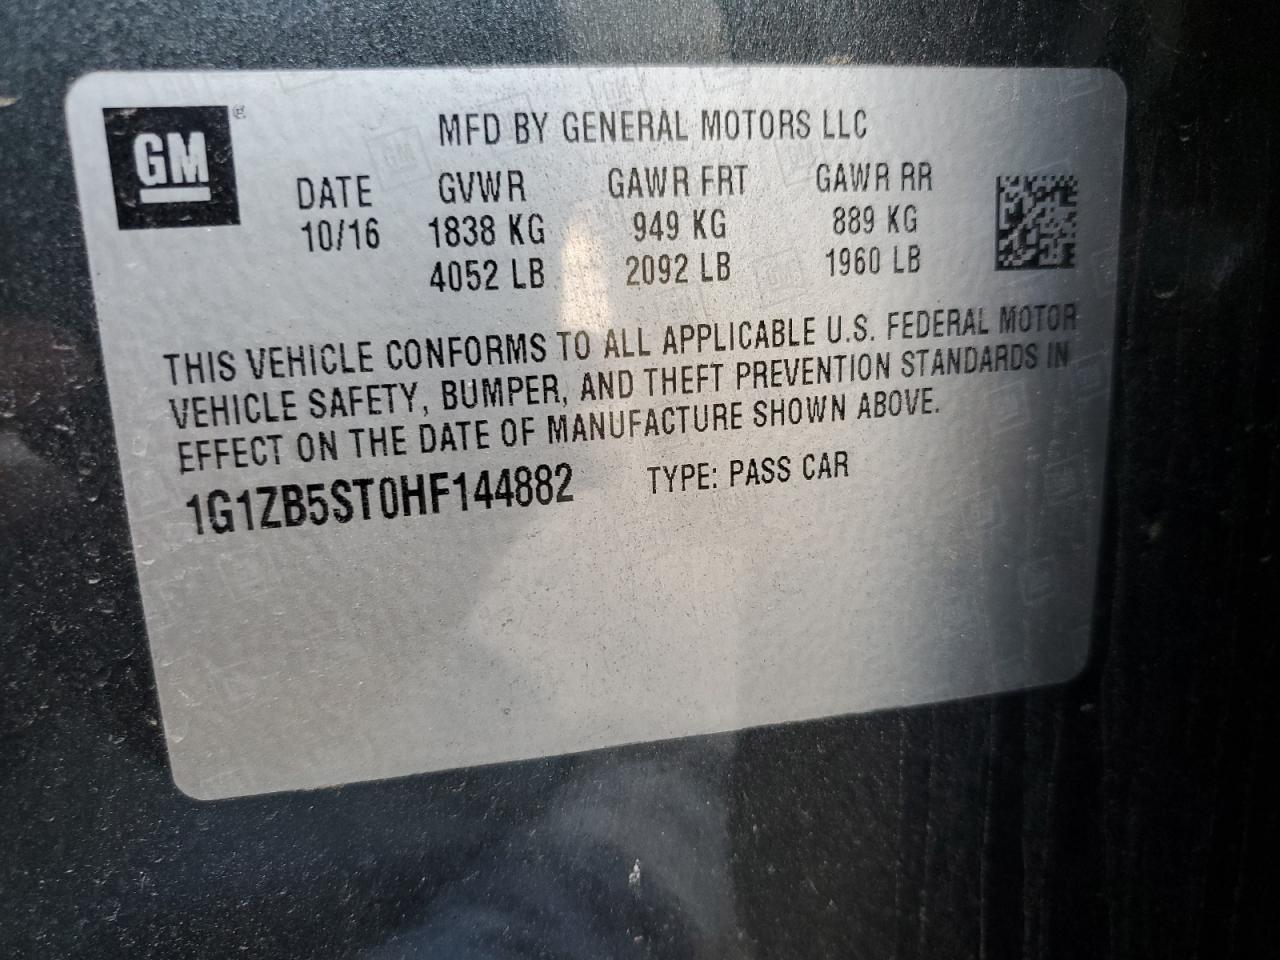 GM®
MFD BY GENERAL MOTORS LLC
DATE GVWR GAWR FRT GAWR RR
10/16 1838 KG 949 KG 889 KG
4052 LB 2092 LB 1960 LB
THIS VEHICLE CONFORMS TO ALL APPLICABLE U.S. FEDERAL MOTOR
VEHICLE SAFETY, BUMPER, AND THEFT PREVENTION STANDARDS IN
EFFECT ON THE DATE OF MANUFACTURE SHOWN ABOVE.
1G1ZB5ST0HF144882 TYPE: PASS CAR